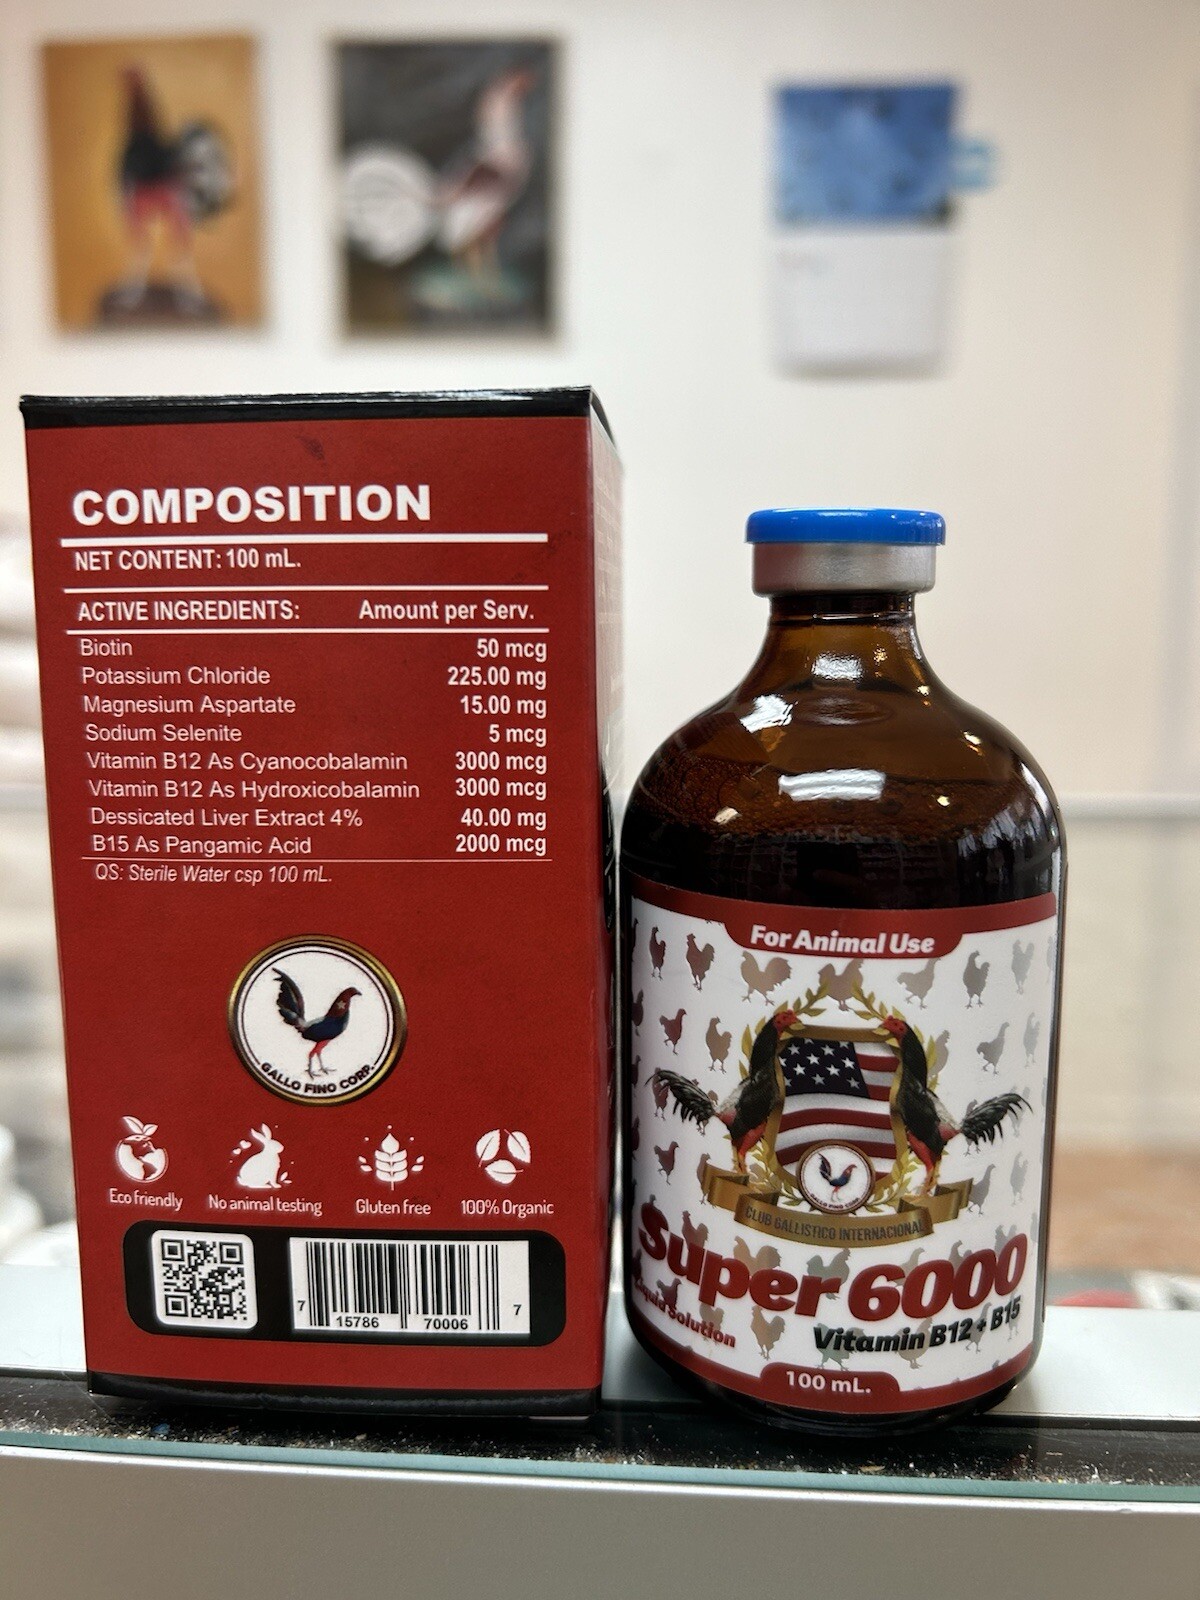 COMPOSITION
NET CONTENT: 100 mL.
ACTIVE INGREDIENTS: Amount per Serv.
Biotin 50 mcg
Potassium Chloride 225.00 mg
Magnesium Aspartate 15.00 mg
Sodium Selenite 5 mcg
Vitamin B12 As Cyanocobalamin 3000 mcg
Vitamin B12 As Hydroxicobalamin 3000 mcg
Dessicated Liver Extract 4% 40.00 mg
B15 As Pangamic Acid 2000 mcg
QS: Sterile Water csp 100 mL.
GALLO FINO CORP.
Eco friendly No animal testing Gluten free 100% Organic
7 15786 70006 7
For Animal Use
GALLO FINO CORP.
CLUB GALLISTICO INTERNACIONAL
Super 6000
Liquid Solution
Vitamin B12 + B15
100 mL.